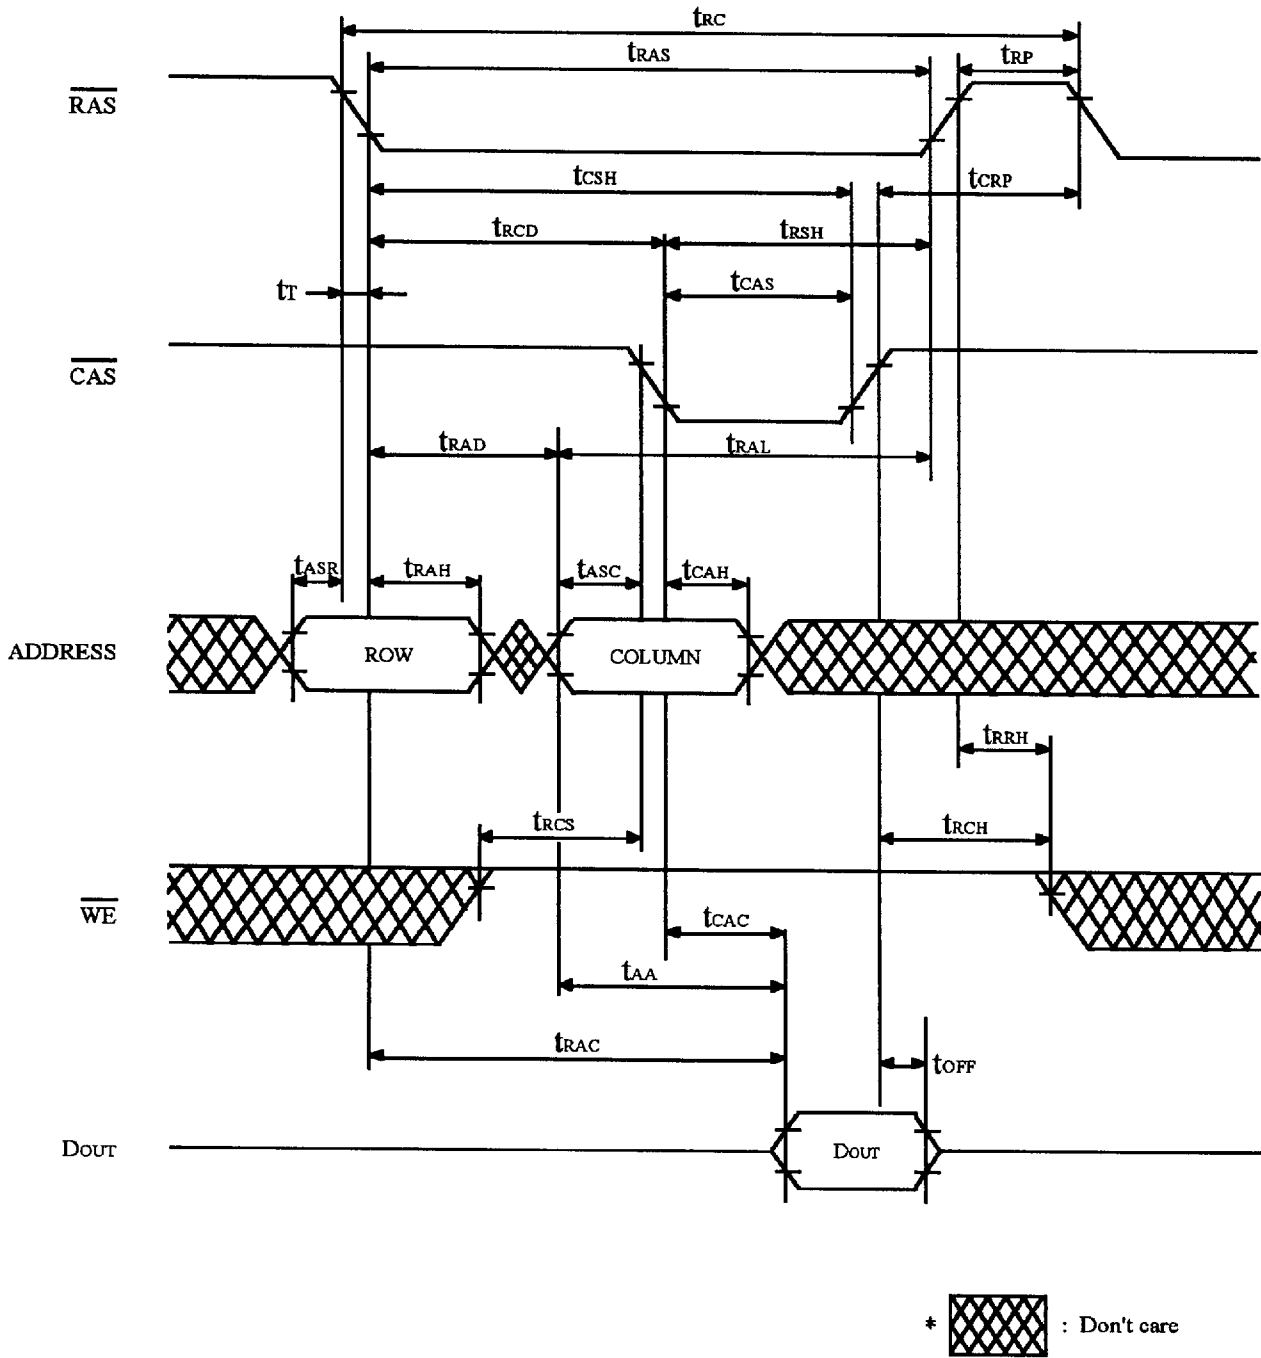 tRC
tRAS
tRP
RAS
tCSH
tCRP
tRCD
tRSH
tT
tCAS
CAS
tRAD
tRAL
tASR
tRAH
tASC
tCAH
ADDRESS
ROW
COLUMN
tRRH
tRCS
tRCH
WE
tCAC
tAA
tRAC
tOFF
DOUT
DOUT
* : Don't care